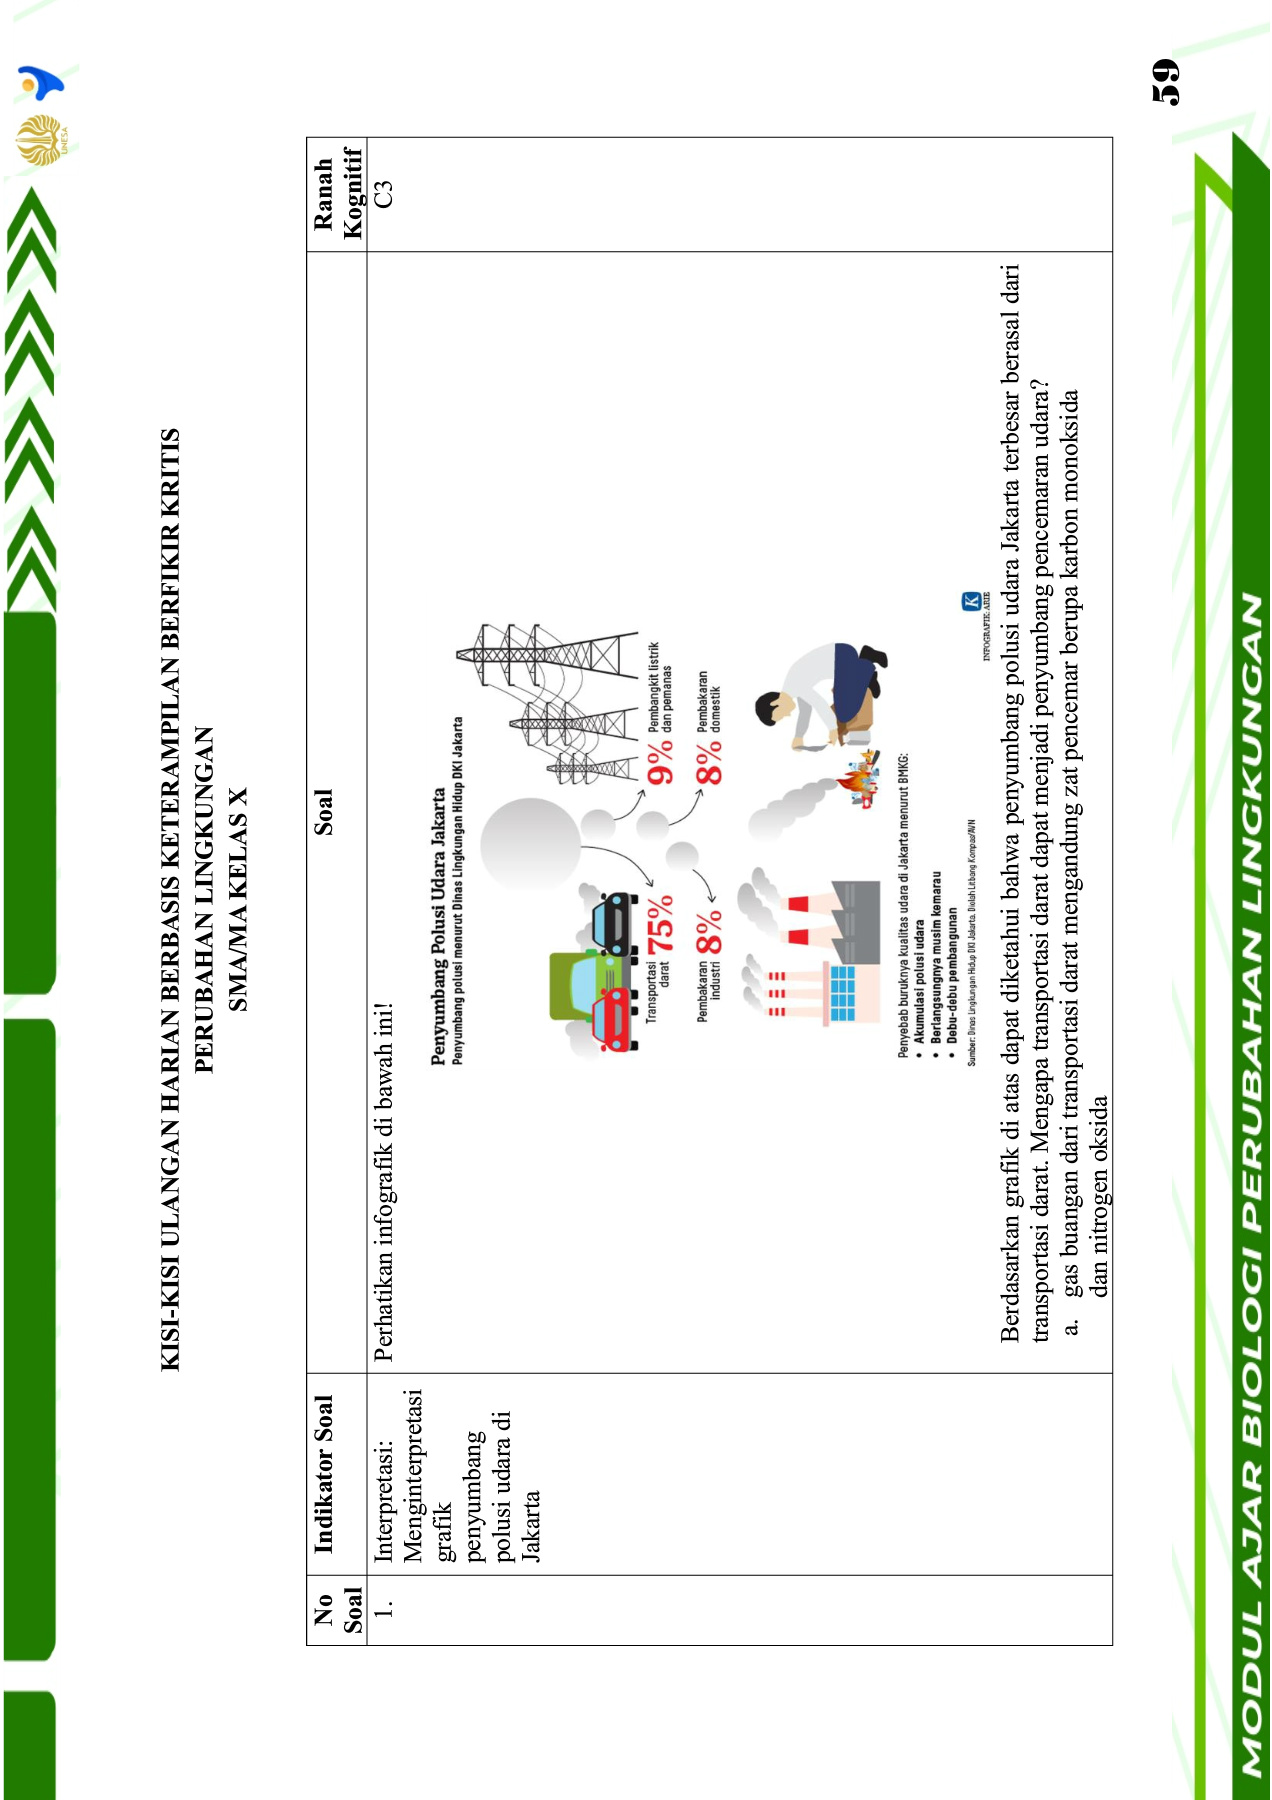 UNESA
KISI-KISI ULANGAN HARIAN BERBASIS KETERAMPILAN BERFIKIR KRITIS
PERUBAHAN LINGKUNGAN
SMA/MA KELAS X
No
Soal
Indikator Soal
Soal
Ranah
Kognitif
1.
Interpretasi:
Menginterpretasi
grafik
penyumbang
polusi udara di
Jakarta
Perhatikan infografik di bawah ini!
Penyumbang Polusi Udara Jakarta
Penyumbang polusi menurut Dinas Lingkungan Hidup DKI Jakarta
Transportasi
darat
75%
9%
Pembangkit listrik
dan pemanas
Pembakaran
industri
8%
8%
Pembakaran
domestik
Penyebab buruknya kualitas udara di Jakarta menurut BMKG:
• Akumulasi polusi udara
• Berlangsungnya musim kemarau
• Debu-debu pembangunan
Sumber: Dinas Lingkungan Hidup DKI Jakarta. Diolah Litbang Kompas/AVN
K
INFOGRAFIK: ARIE
Berdasarkan grafik di atas dapat diketahui bahwa penyumbang polusi udara Jakarta terbesar berasal dari
transportasi darat. Mengapa transportasi darat dapat menjadi penyumbang pencemaran udara?
a. gas buangan dari transportasi darat mengandung zat pencemar berupa karbon monoksida
dan nitrogen oksida
C3
59
MODUL AJAR BIOLOGI PERUBAHAN LINGKUNGAN